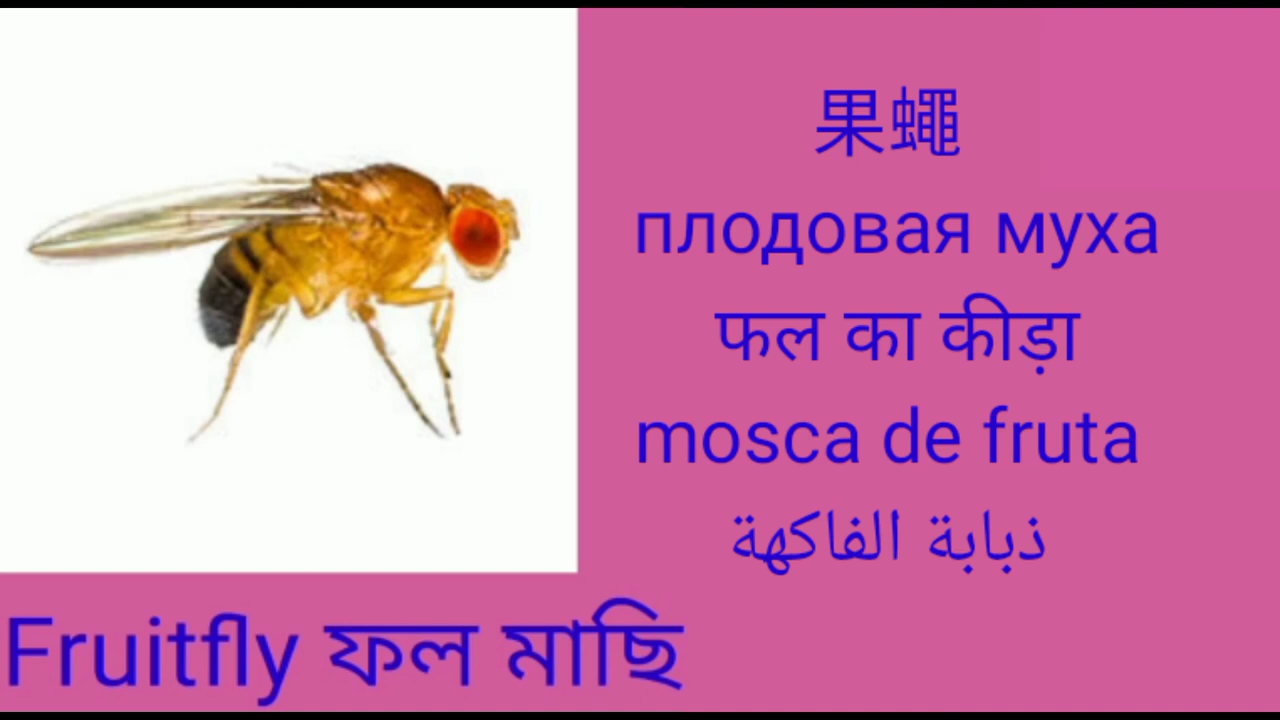 果蠅
плодовая муха
फल का कीड़ा
mosca de fruta
ذبابة الفاكهة
Fruitfly ফল মাছি